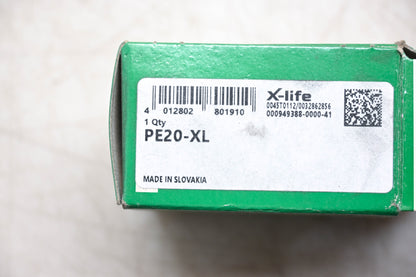 X-life
0045T0112/0032862856
000949388-0000-41
4 012802 801910
1 Qty
PE20-XL
MADE IN SLOVAKIA